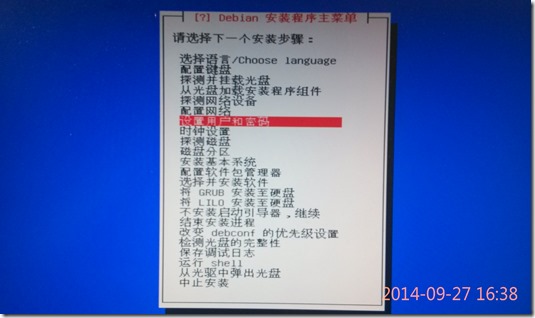 [?] Debian 安装程序主菜单
请选择下一个安装步骤：
选择语言/Choose language
配置键盘
探测并挂载光盘
从光盘加载安装程序组件
探测网络设备
配置网络
设置用户和密码
时钟设置
探测磁盘
磁盘分区
安装基本系统
配置软件包管理器
选择并安装软件
将 GRUB 安装至硬盘
将 LILO 安装至硬盘
不安装启动引导器，继续
结束安装进程
改变 debconf 的优先级设置
检测光盘的完整性
保存调试日志
运行 shell
从光驱中弹出光盘
中止安装
2014-09-27 16:38